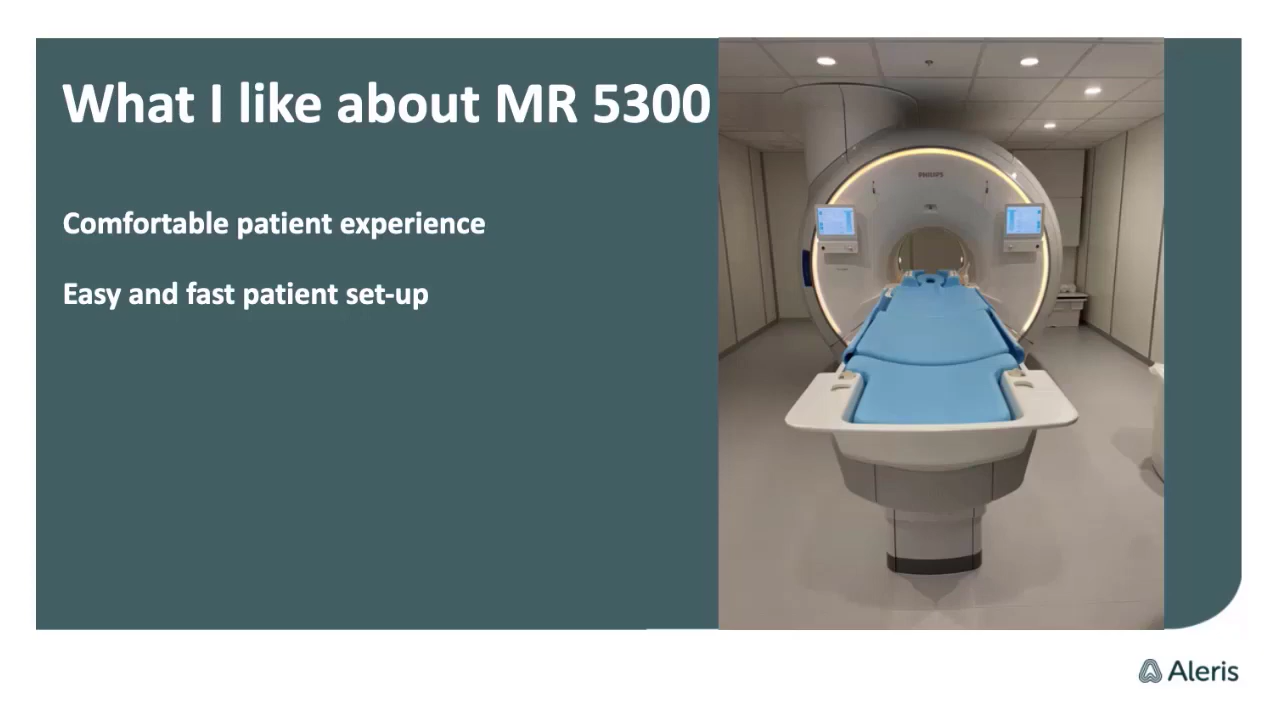 What I like about MR 5300
Comfortable patient experience
Easy and fast patient set-up
PHILIPS
Aleris